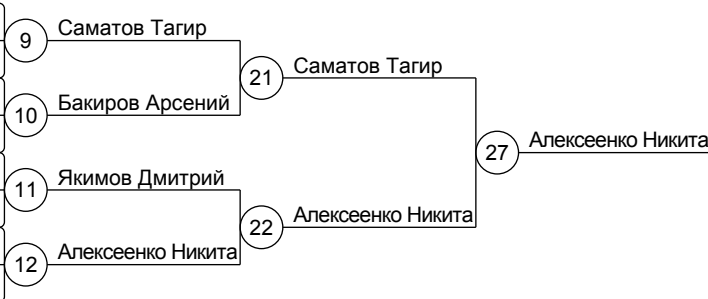 9 Саматов Тагир
21 Саматов Тагир
10 Бакиров Арсений
27 Алексеенко Никита
11 Якимов Дмитрий
22 Алексеенко Никита
12 Алексеенко Никита